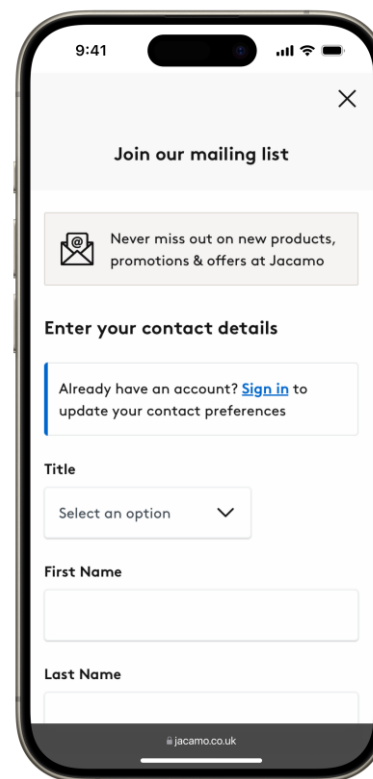 9:41
Join our mailing list
Never miss out on new products,
promotions & offers at Jacamo
Enter your contact details
Already have an account? Sign in to
update your contact preferences
Title
Select an option
First Name
Last Name
jacamo.co.uk